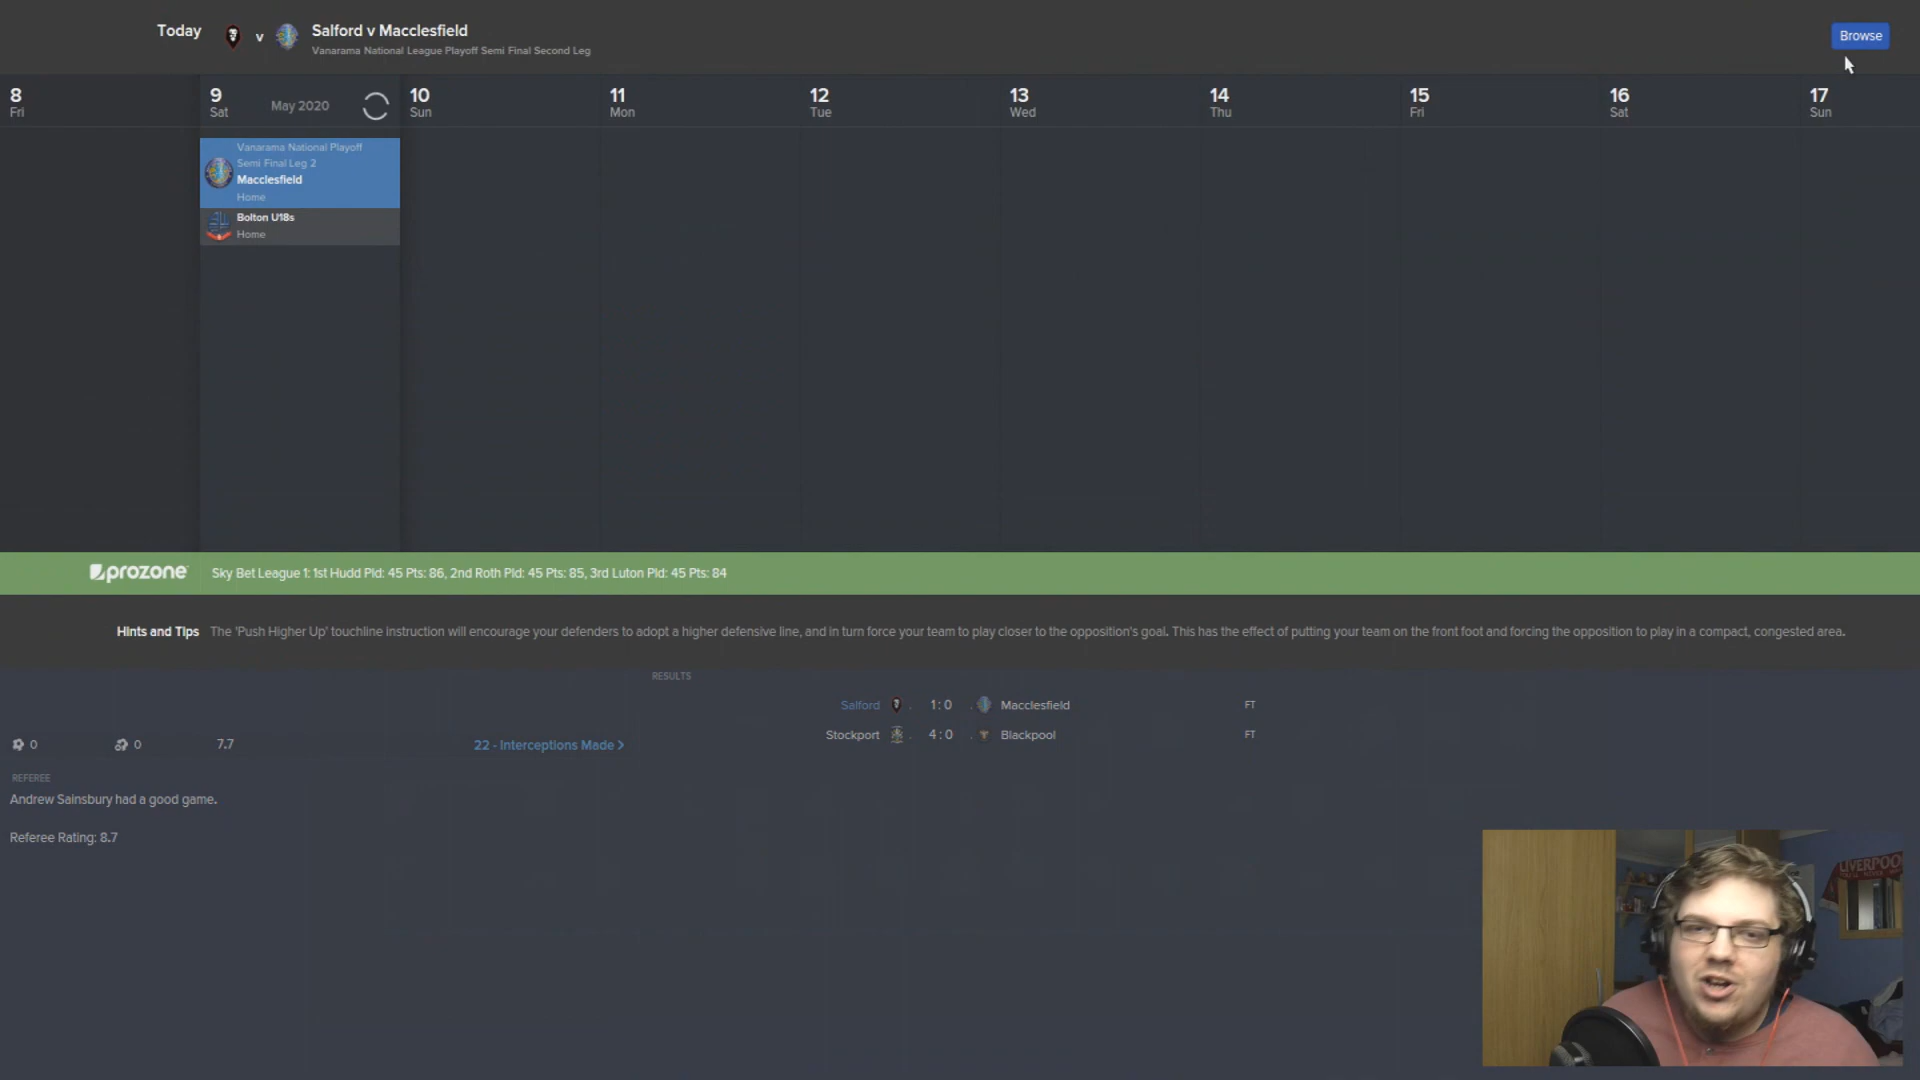 Today
v
Salford v Macclesfield
Vanarama National League Playoff Semi Final Second Leg
Browse
8
Fri
9
Sat
May 2020
10
Sun
11
Mon
12
Tue
13
Wed
14
Thu
15
Fri
16
Sat
17
Sun
Vanarama National Playoff
Semi Final Leg 2
Macclesfield
Home
Bolton U18s
Home
prozone
Sky Bet League 1: 1st Hudd Pld: 45 Pts: 86, 2nd Roth Pld: 45 Pts: 85, 3rd Luton Pld: 45 Pts: 84
Hints and Tips
The 'Push Higher Up' touchline instruction will encourage your defenders to adopt a higher defensive line, and in turn force your team to play closer to the opposition's goal. This has the effect of putting your team on the front foot and forcing the opposition to play in a compact, congested area.
RESULTS
Salford 1 : 0 Macclesfield FT
Stockport 4 : 0 Blackpool FT
0 0 7.7 22 - Interceptions Made >
REFEREE
Andrew Sainsbury had a good game.
Referee Rating: 8.7
LIVERPOO